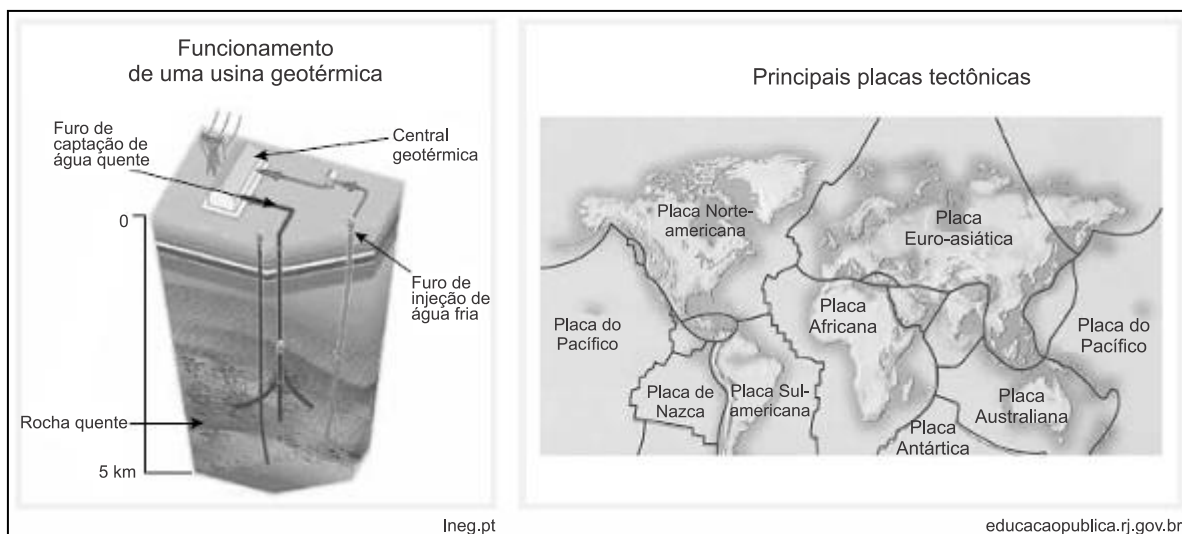 Funcionamento
de uma usina geotérmica
Furo de
captação de
água quente
Central
geotérmica
0
Furo de
injeção de
água fria
Rocha quente
5 km
lneg.pt
Principais placas tectônicas
Placa Norte-
americana
Placa
Euro-asiática
Placa do
Pacífico
Placa
Africana
Placa do
Pacífico
Placa de
Nazca
Placa Sul-
americana
Placa
Australiana
Placa
Antártica
educacaopublica.rj.gov.br